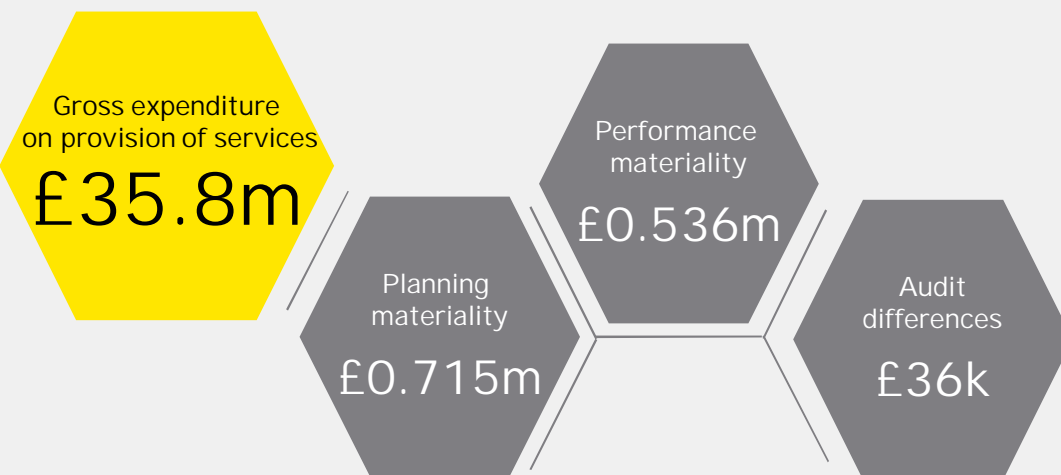 Gross expenditure
on provision of services
£35.8m
Planning
materiality
£0.715m
Performance
materiality
£0.536m
Audit
differences
£36k